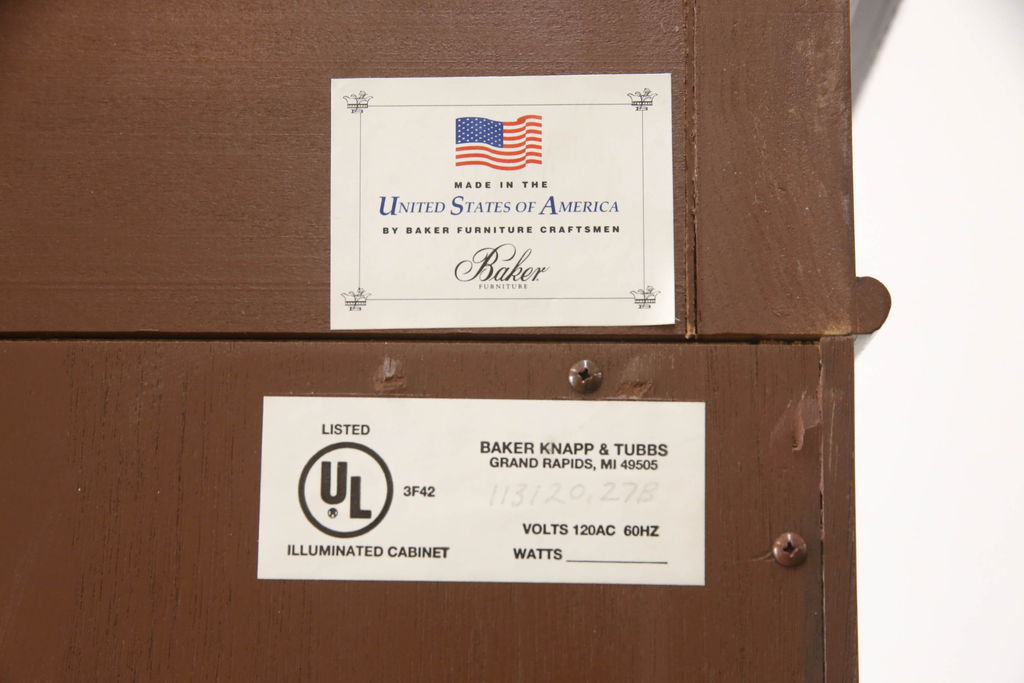 MADE IN THE
UNITED STATES OF AMERICA
BY BAKER FURNITURE CRAFTSMEN
Baker
FURNITURE
LISTED
UL
®
3F42
ILLUMINATED CABINET
BAKER KNAPP & TUBBS
GRAND RAPIDS, MI 49505
113120.27B
VOLTS 120AC 60HZ
WATTS